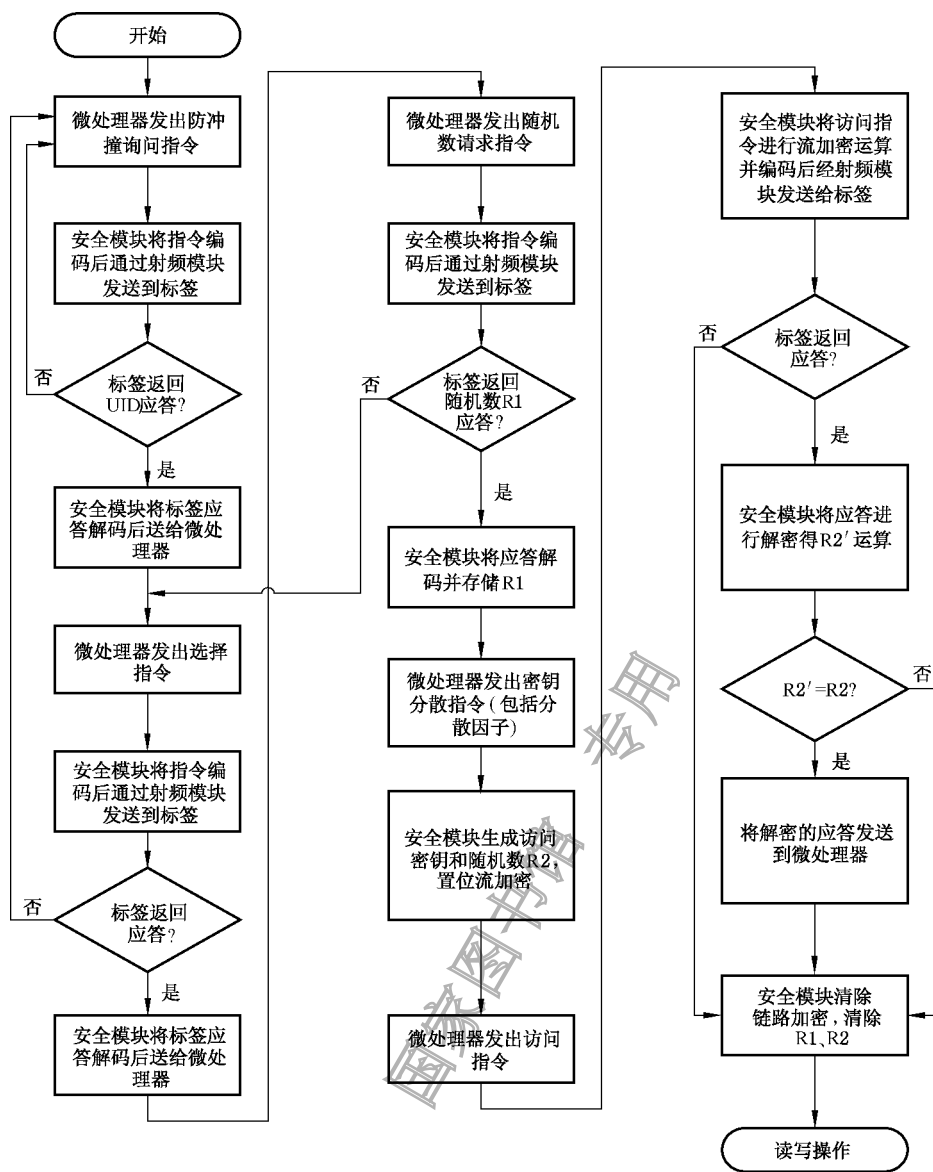 开始
微处理器发出防冲
撞询问指令
安全模块将指令编
码后通过射频模块
发送到标签
否
标签返回
UID应答?
是
安全模块将标签应
答解码后送给微处
理器
微处理器发出选择
指令
安全模块将指令编
码后通过射频模块
发送到标签
否
标签返回
应答?
是
安全模块将标签应
答解码后送给微处
理器
微处理器发出随机
数请求指令
安全模块将指令编
码后通过射频模块
发送到标签
否
标签返回
随机数R1
应答?
是
安全模块将应答解
码并存储R1
微处理器发出密钥
分散指令(包括分
散因子)
安全模块生成访问
密钥和随机数R2,
置位流加密
微处理器发出访问
指令
安全模块将访问指
令进行流加密运算
并编码后经射频模
块发送给标签
否
标签返回
应答?
是
安全模块将应答进
行解密得R2′运算
否
R2′=R2?
是
将解密的应答发送
到微处理器
安全模块清除
链路加密,清除
R1、R2
读写操作
国家图书馆 专用